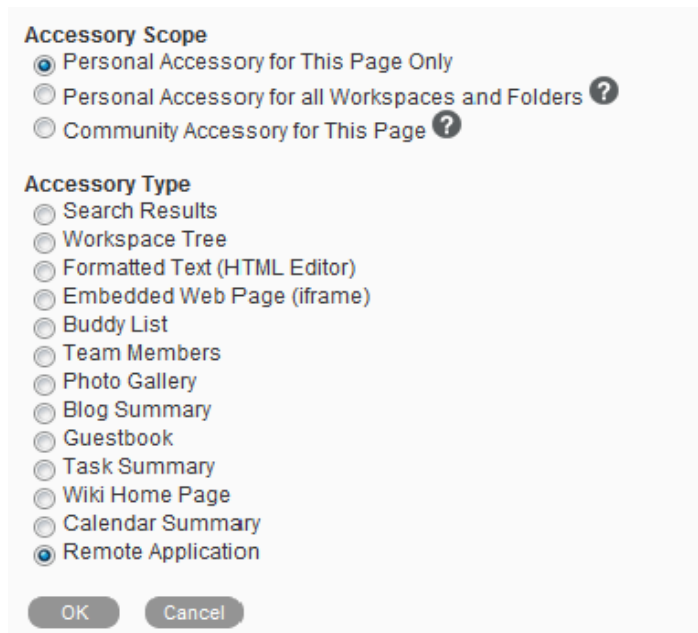 Accessory Scope
Personal Accessory for This Page Only
Personal Accessory for all Workspaces and Folders ?
Community Accessory for This Page ?
Accessory Type
Search Results
Workspace Tree
Formatted Text (HTML Editor)
Embedded Web Page (iframe)
Buddy List
Team Members
Photo Gallery
Blog Summary
Guestbook
Task Summary
Wiki Home Page
Calendar Summary
Remote Application
OK Cancel